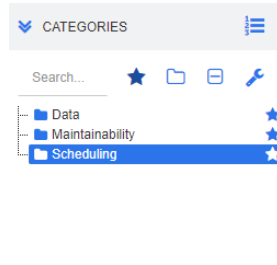 CATEGORIES
Search...
Data
Maintainability
Scheduling